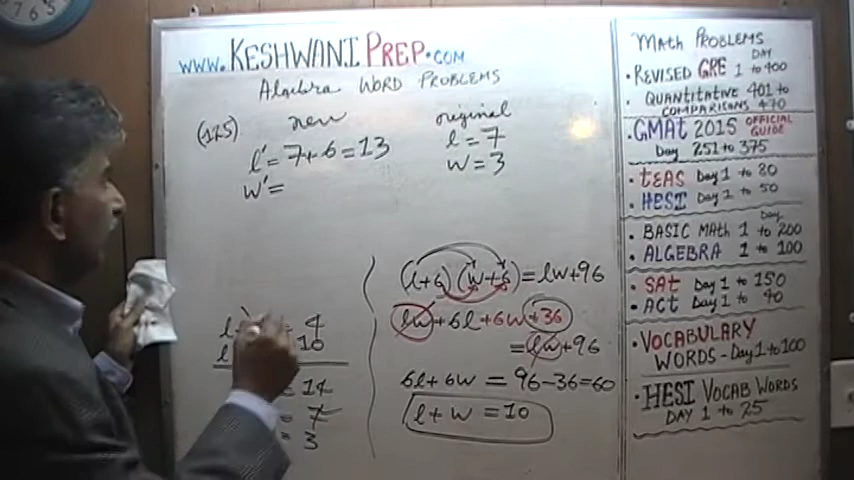 7 6 5
WWW. KESHWANI PREP.COM
Algebra WORD PROBLEMS
(125) new original
l' = 7+6 = 13 l = 7
w' = w = 3
(l+6)(w+6) = lw+96
lw+6l+6w+36
= lw+96
6l+6w = 96-36=60
l+w = 10
l = 4
l 10
= 14
= 7
= 3
MATH PROBLEMS
DAY
• REVISED GRE 1 to 400
• QUANTITATIVE 401 to
COMPARISONS 470
• GMAT 2015 OFFICIAL GUIDE
Day 251 to 375
• TEAS Day 1 to 80
• HESI Day 1 to 50
Day
• BASIC MATH 1 to 200
• ALGEBRA 1 to 100
• SAT Day 1 to 150
• ACT Day 1 to 40
• VOCABULARY
WORDS - Day 1 to 100
• HESI VOCAB WORDS
DAY 1 to 25